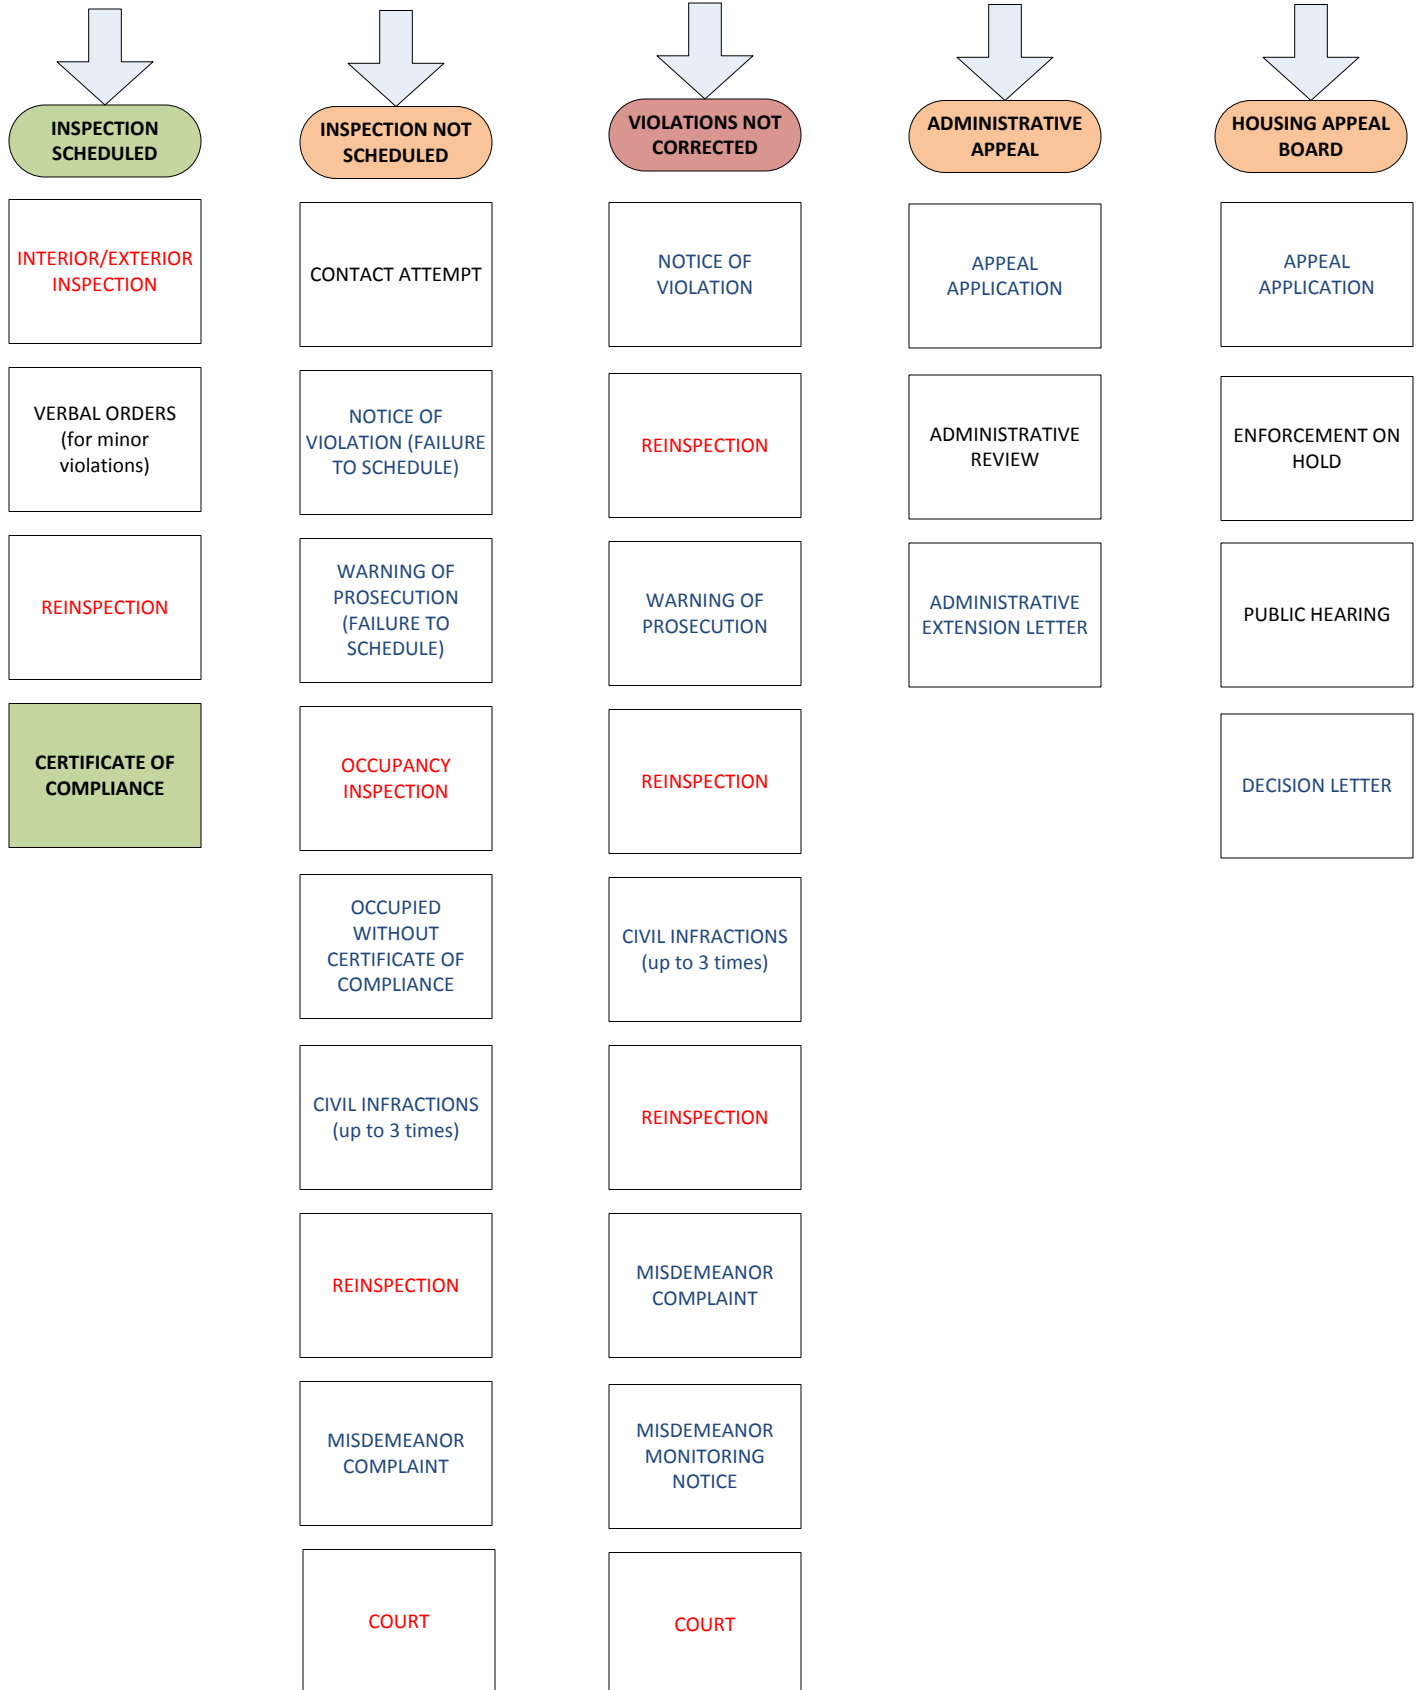 INSPECTION
SCHEDULED
INTERIOR/EXTERIOR
INSPECTION
VERBAL ORDERS
(for minor
violations)
REINSPECTION
CERTIFICATE OF
COMPLIANCE
INSPECTION NOT
SCHEDULED
CONTACT ATTEMPT
NOTICE OF
VIOLATION (FAILURE
TO SCHEDULE)
WARNING OF
PROSECUTION
(FAILURE TO
SCHEDULE)
OCCUPANCY
INSPECTION
OCCUPIED
WITHOUT
CERTIFICATE OF
COMPLIANCE
CIVIL INFRACTIONS
(up to 3 times)
REINSPECTION
MISDEMEANOR
COMPLAINT
COURT
VIOLATIONS NOT
CORRECTED
NOTICE OF
VIOLATION
REINSPECTION
WARNING OF
PROSECUTION
REINSPECTION
CIVIL INFRACTIONS
(up to 3 times)
REINSPECTION
MISDEMEANOR
COMPLAINT
MISDEMEANOR
MONITORING
NOTICE
COURT
ADMINISTRATIVE
APPEAL
APPEAL
APPLICATION
ADMINISTRATIVE
REVIEW
ADMINISTRATIVE
EXTENSION LETTER
HOUSING APPEAL
BOARD
APPEAL
APPLICATION
ENFORCEMENT ON
HOLD
PUBLIC HEARING
DECISION LETTER